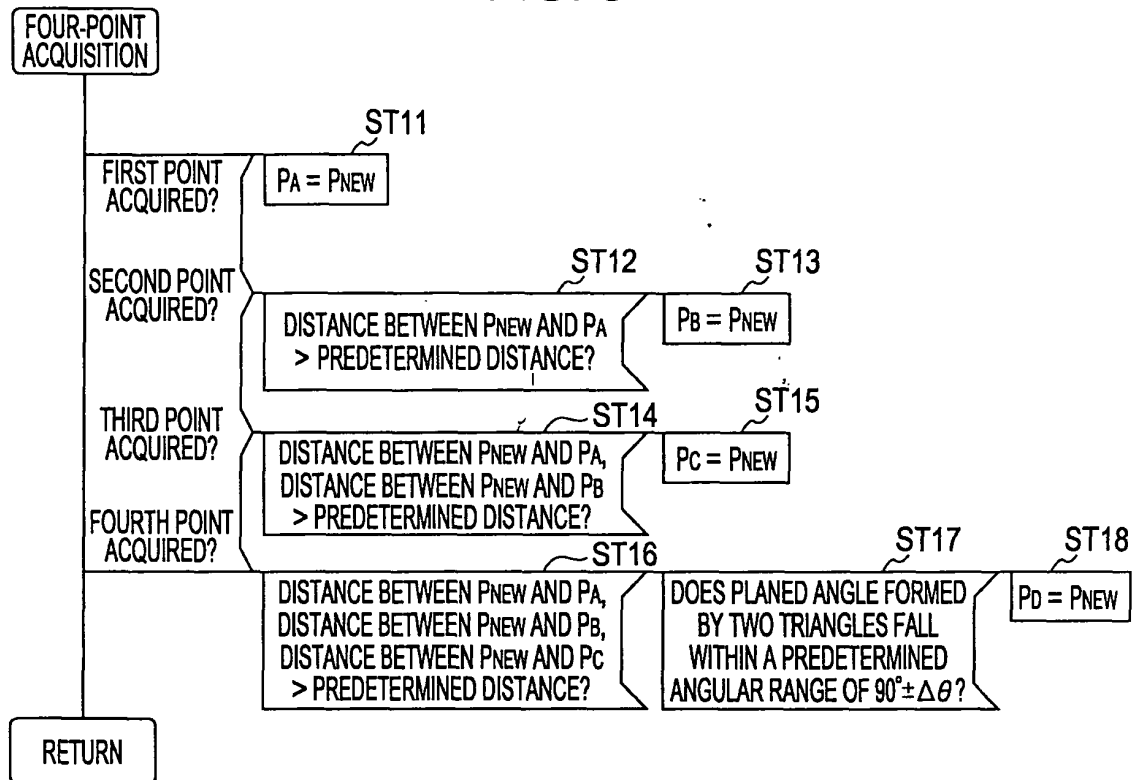 FOUR-POINT
ACQUISITION
ST11
FIRST POINT
ACQUIRED?
PA = PNEW
ST12
ST13
SECOND POINT
ACQUIRED?
DISTANCE BETWEEN PNEW AND PA
> PREDETERMINED DISTANCE?
PB = PNEW
ST14
ST15
THIRD POINT
ACQUIRED?
DISTANCE BETWEEN PNEW AND PA,
DISTANCE BETWEEN PNEW AND PB
> PREDETERMINED DISTANCE?
PC = PNEW
FOURTH POINT
ACQUIRED?
ST16
ST17
ST18
DISTANCE BETWEEN PNEW AND PA,
DISTANCE BETWEEN PNEW AND PB,
DISTANCE BETWEEN PNEW AND PC
> PREDETERMINED DISTANCE?
DOES PLANED ANGLE FORMED
BY TWO TRIANGLES FALL
WITHIN A PREDETERMINED
ANGULAR RANGE OF 90°±Δθ?
PD = PNEW
RETURN